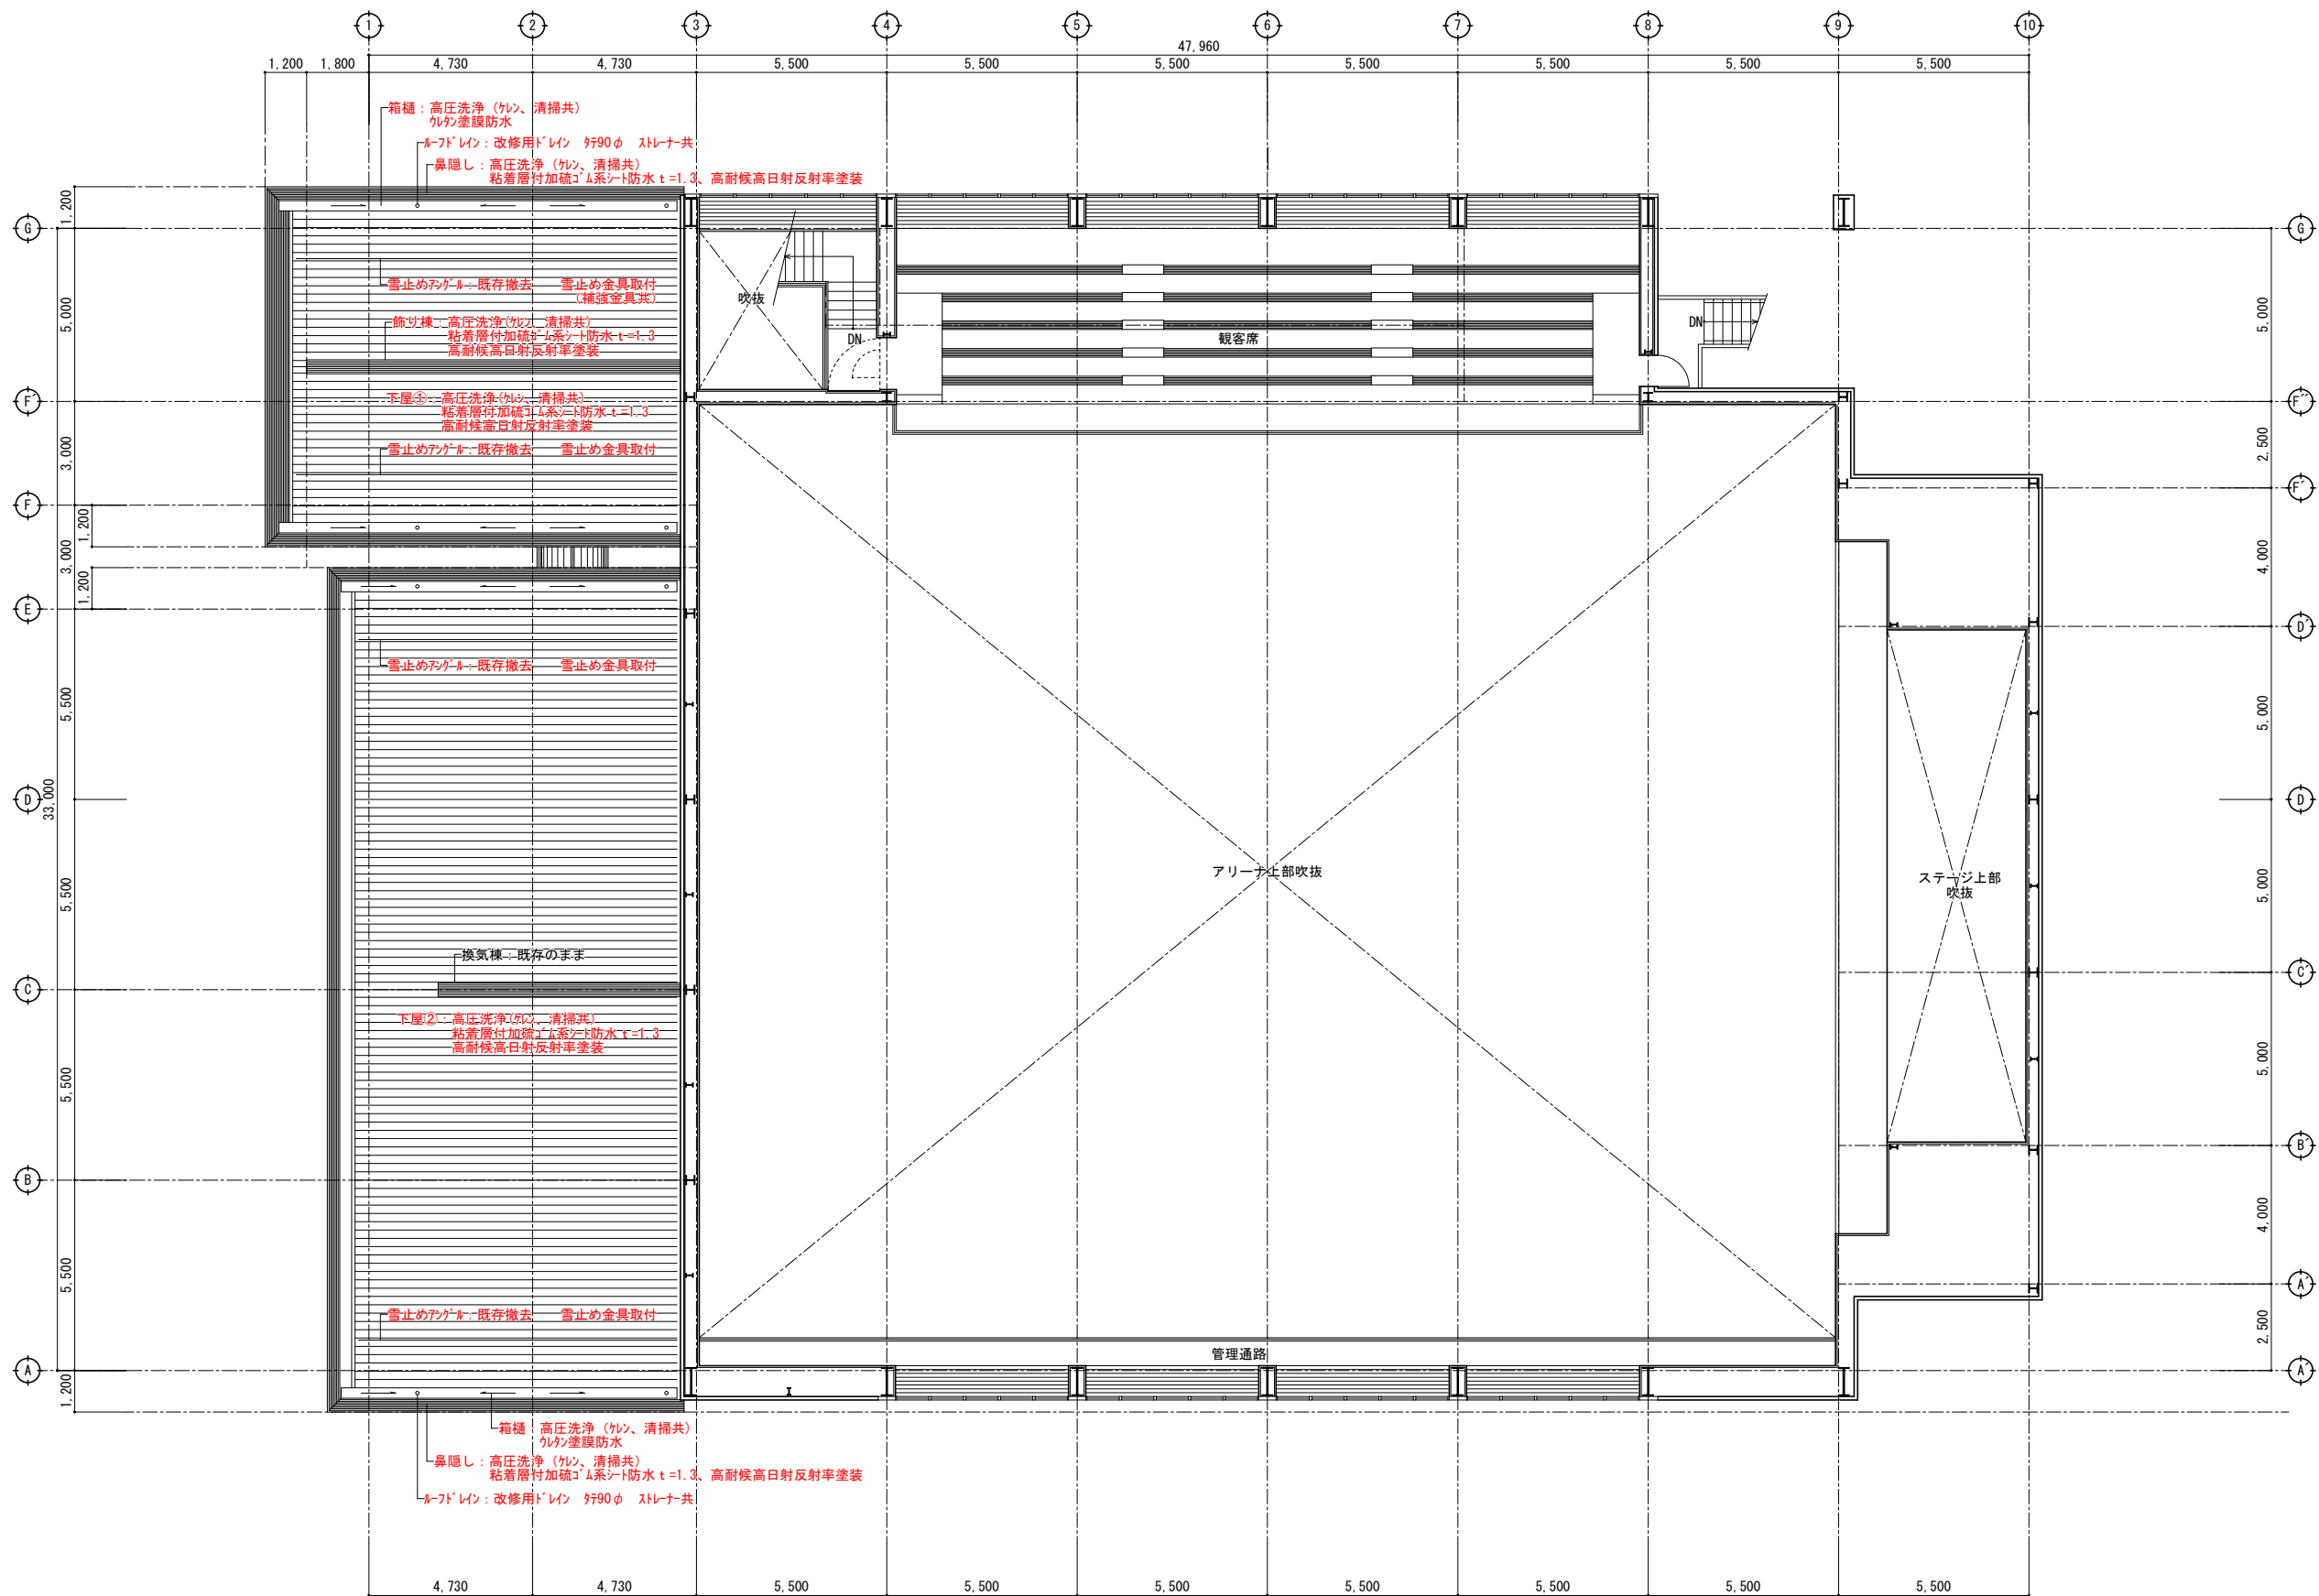 1 2 3 4 5 6 7 8 9 10
47,960
1,200 1,800 4,730 4,730 5,500 5,500 5,500 5,500 5,500 5,500 5,500
箱樋：高圧洗浄（ｹﾚﾝ、清掃共）
ｳﾚﾀﾝ塗膜防水
ﾙｰﾌﾄﾞﾚｲﾝ：改修用ﾄﾞﾚｲﾝ　ﾀﾃ90φ　ｽﾄﾚｰﾅｰ共
鼻隠し：高圧洗浄（ｹﾚﾝ、清掃共）
粘着層付加硫ｺﾞﾑ系ｼｰﾄ防水ｔ=1.3、高耐候高日射反射率塗装
1,200
G G
雪止めｱﾝｸﾞﾙ：既存撤去　　雪止め金具取付
（補強金具共）
吹抜
5,000 5,000
飾り棟：高圧洗浄(ｹﾚﾝ、清掃共)
粘着層付加硫ｺﾞﾑ系ｼｰﾄ防水ｔ=1.3
高耐候高日射反射率塗装
DN
観客席
DN
下屋①：高圧洗浄(ｹﾚﾝ、清掃共)
粘着層付加硫ｺﾞﾑ系ｼｰﾄ防水ｔ=1.3
高耐候高日射反射率塗装
F' F''
雪止めｱﾝｸﾞﾙ：既存撤去　　雪止め金具取付
3,000 2,500
F F'
1,200
3,000 4,000
1,200
E D'
雪止めｱﾝｸﾞﾙ：既存撤去　　雪止め金具取付
5,500 5,000
D D
33,000
アリーナ上部吹抜
ステージ上部
吹抜
5,500 5,000
換気棟：既存のまま
C C'
下屋②：高圧洗浄(ｹﾚﾝ、清掃共)
粘着層付加硫ｺﾞﾑ系ｼｰﾄ防水ｔ=1.3
高耐候高日射反射率塗装
5,500 5,000
B B'
5,500 4,000
A'
雪止めｱﾝｸﾞﾙ：既存撤去　　雪止め金具取付
2,500
管理通路
A A
1,200
箱樋：高圧洗浄（ｹﾚﾝ、清掃共）
ｳﾚﾀﾝ塗膜防水
鼻隠し：高圧洗浄（ｹﾚﾝ、清掃共）
粘着層付加硫ｺﾞﾑ系ｼｰﾄ防水ｔ=1.3、高耐候高日射反射率塗装
ﾙｰﾌﾄﾞﾚｲﾝ：改修用ﾄﾞﾚｲﾝ　ﾀﾃ90φ　ｽﾄﾚｰﾅｰ共
4,730 4,730 5,500 5,500 5,500 5,500 5,500 5,500 5,500